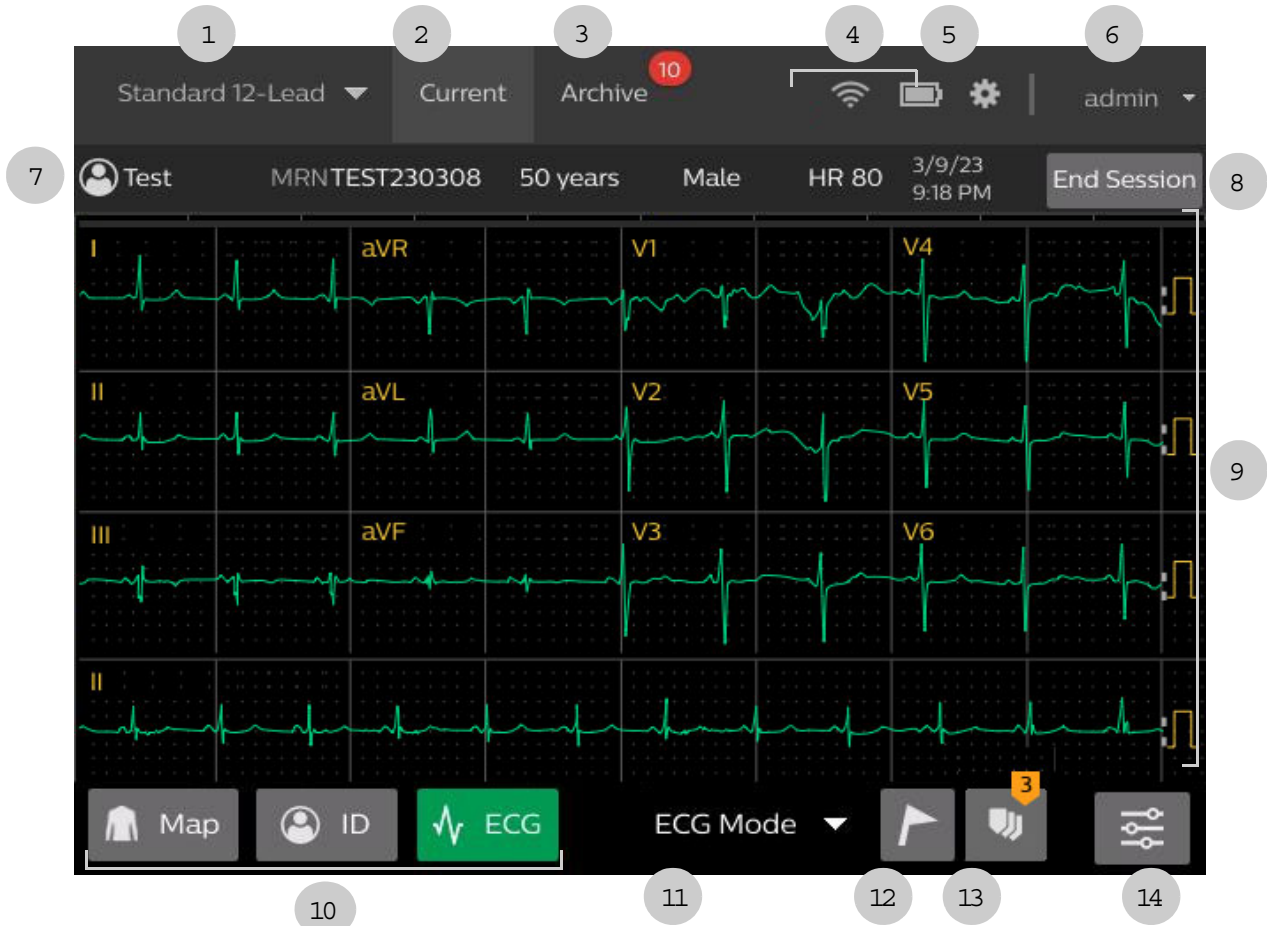 1 2 3 4 5 6
Standard 12-Lead Current Archive 10 admin
7 Test MRN TEST230308 50 years Male HR 80 3/9/23 9:18 PM End Session 8
I aVR V1 V4
II aVL V2 V5
9
III aVF V3 V6
II
Map ID ECG ECG Mode 3
10 11 12 13 14